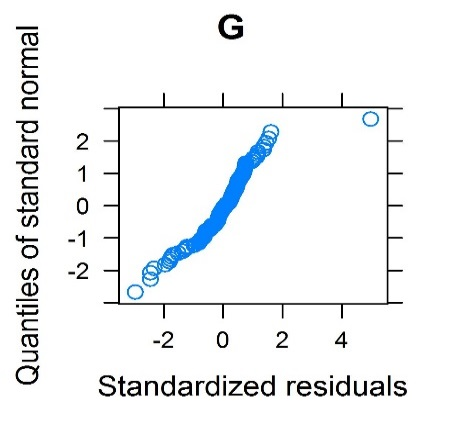 G
Quantiles of standard normal
2
1
0
-1
-2
-2 0 2 4
Standardized residuals